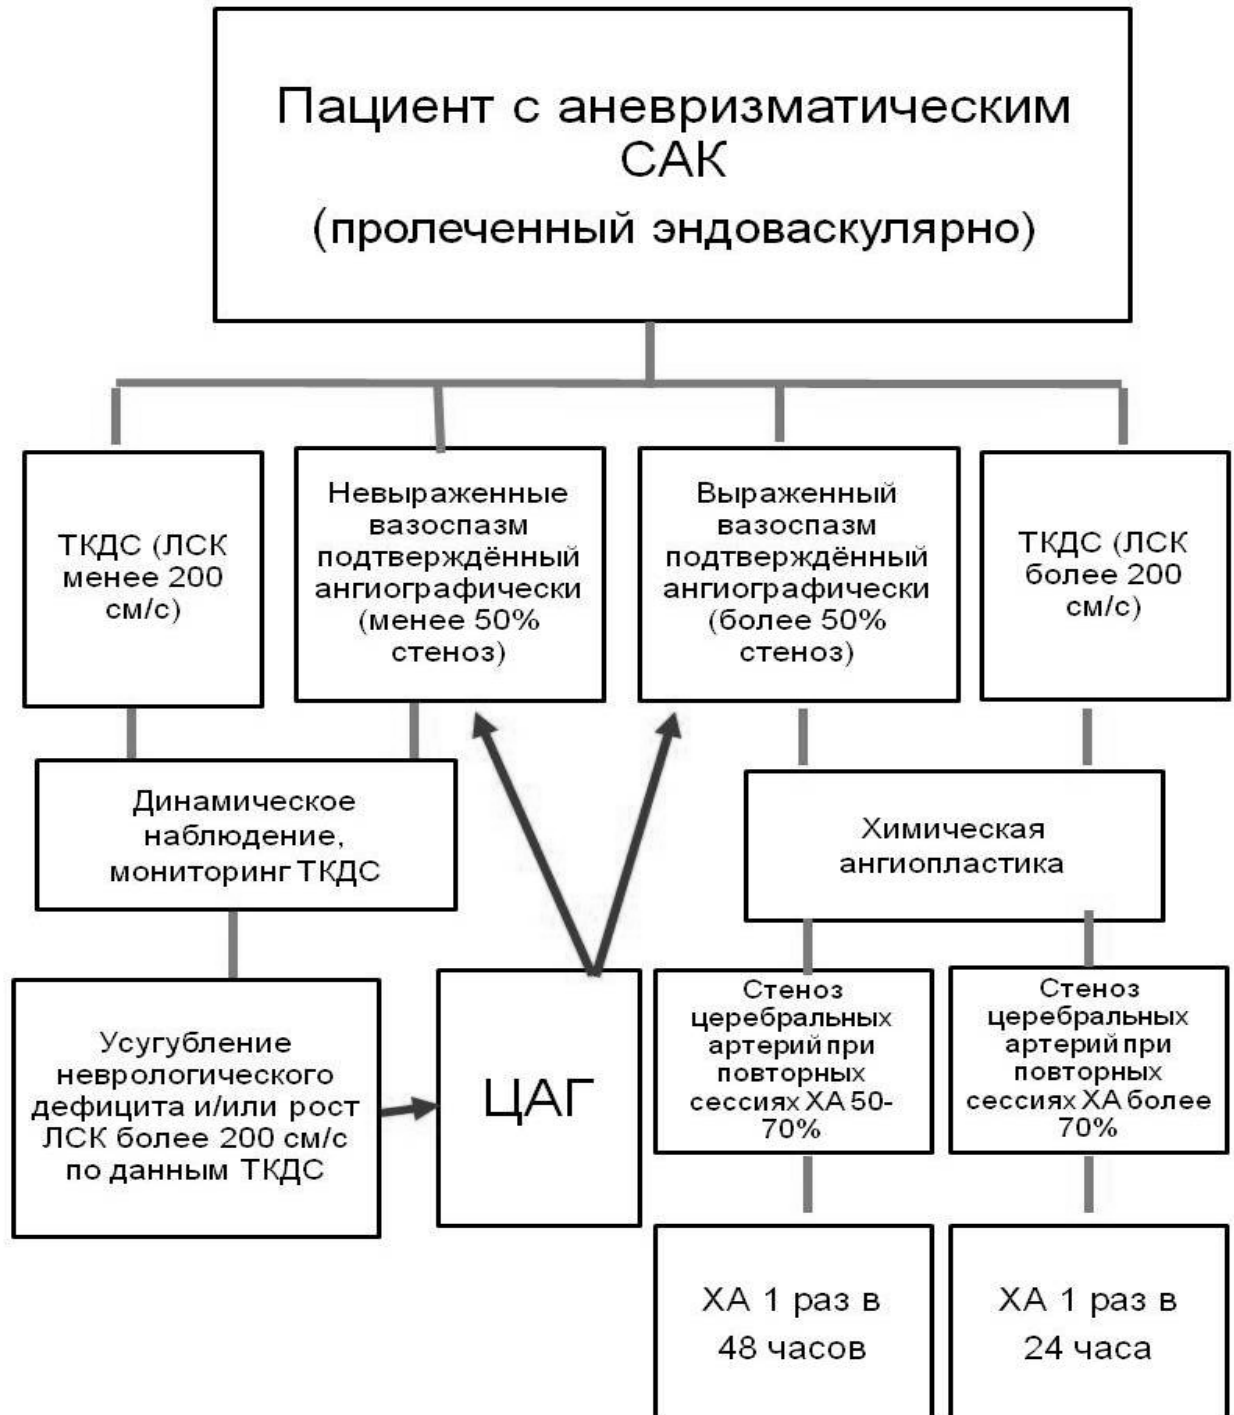 Пациент с аневризматическим
САК
(пролеченный эндоваскулярно)
ТКДС (ЛСК
менее 200
см/с)
Невыраженные
вазоспазм
подтверждённый
ангиографически
(менее 50%
стеноз)
Выраженный
вазоспазм
подтверждённый
ангиографически
(более 50%
стеноз)
ТКДС (ЛСК
более 200
см/с)
Динамическое
наблюдение,
мониторинг ТКДС
Химическая
ангиопластика
Усугубление
неврологического
дефицита и/или рост
ЛСК более 200 см/с
по данным ТКДС
ЦАГ
Стеноз
церебральных
артерий при
повторных
сессиях ХА 50-
70%
Стеноз
церебральных
артерий при
повторных
сессиях ХА более
70%
ХА 1 раз в
48 часов
ХА 1 раз в
24 часа